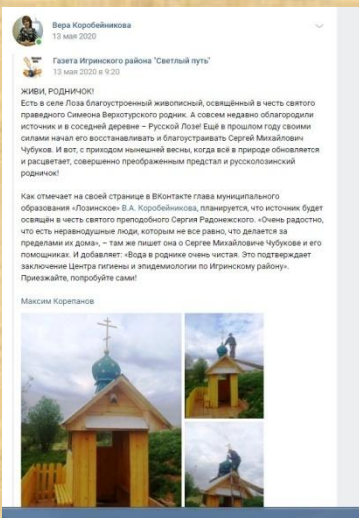 Вера Коробейникова
13 мая 2020
Газета Игринского района "Светлый путь"
13 мая 2020 в 9:20
ЖИВИ, РОДНИЧОК!
Есть в селе Лоза благоустроенный живописный, освящённый в честь святого
праведного Симеона Верхотурского родник. А совсем недавно облагородили
источник и в соседней деревне – Русской Лозе! Ещё в прошлом году своими
силами начал его восстанавливать и благоустраивать Сергей Михайлович
Чубуков. И вот, с приходом нынешней весны, когда всё в природе обновляется
и расцветает, совершенно преображенным предстал и русколозинский
родничок!
Как отмечает на своей странице в ВКонтакте глава муниципального
образования «Лозинское» В.А. Коробейникова, планируется, что источник будет
освящён в честь святого преподобного Сергия Радонежского. «Очень радостно,
что есть неравнодушные люди, которым не все равно, что делается за
пределами их дома», – там же пишет она о Сергее Михайловиче Чубукове и его
помощниках. И добавляет: «Вода в роднике очень чистая. Это подтверждает
заключение Центра гигиены и эпидемиологии по Игринскому району».
Приезжайте, попробуйте сами!
Максим Корепанов